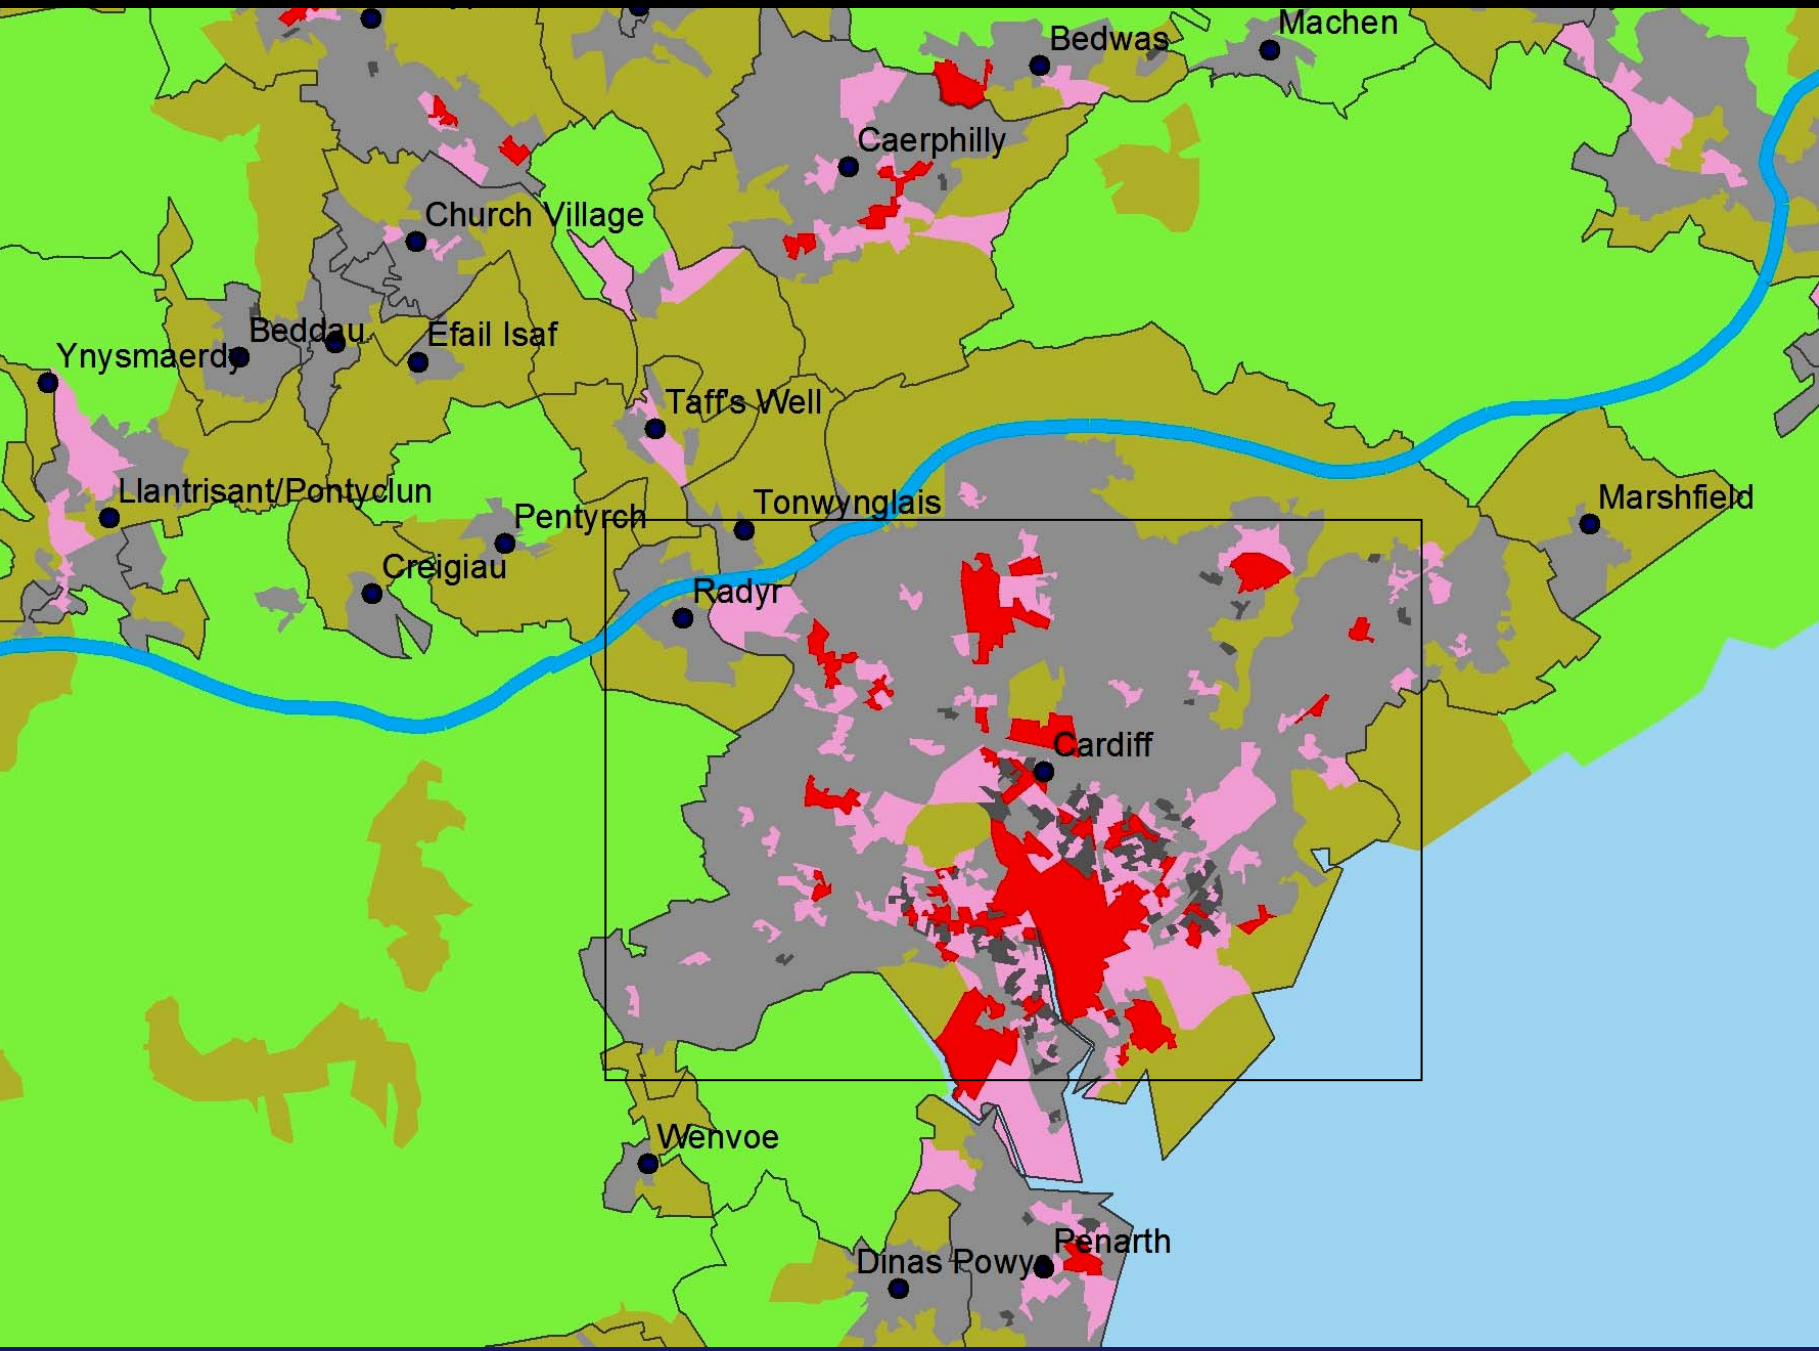 Machen
Bedwas
Caerphilly
Church Village
Beddau
Efail Isaf
Ynysmaerdy
Taff's Well
Llantrisant/Pontyclun
Tonwynglais
Marshfield
Pentyrch
Creigiau
Radyr
Cardiff
Wenvoe
Penarth
Dinas Powys